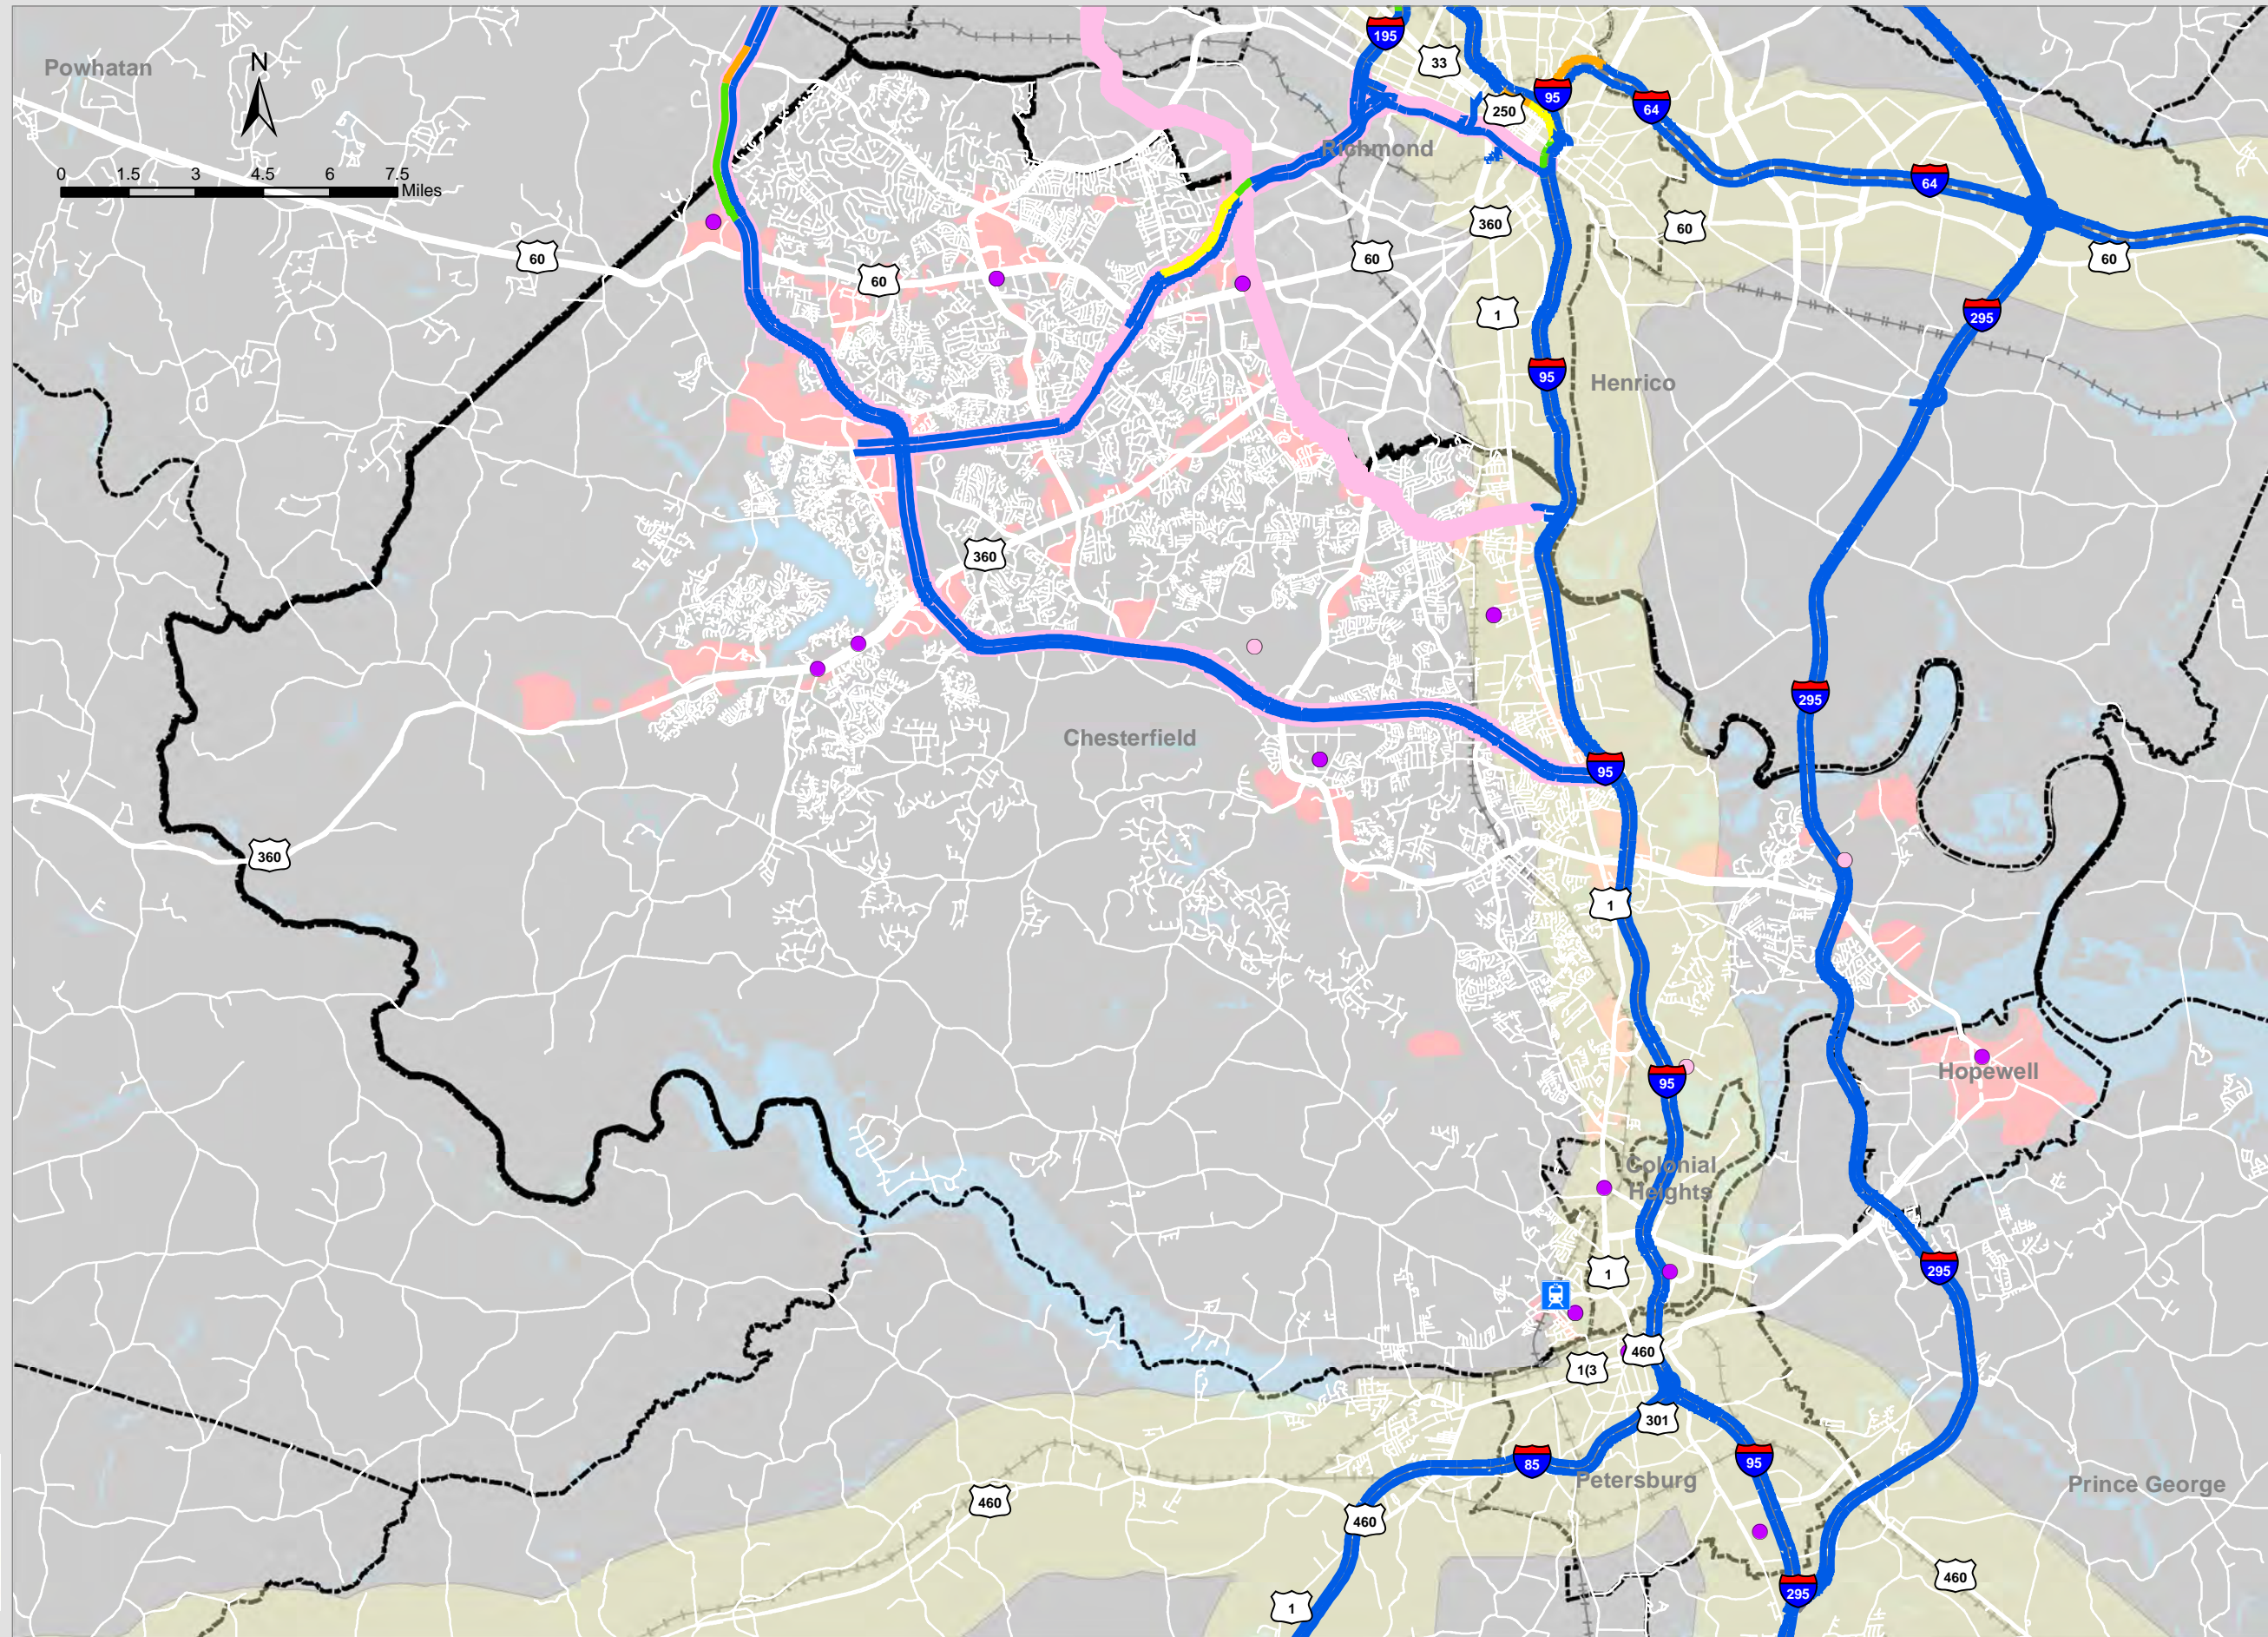 195
33
Powhatan
N
95
250
64
Richmond
0 1.5 3 4.5 6 7.5
Miles
64
360
60
60
60
60
60
1
295
95
Henrico
360
295
Chesterfield
95
360
1
Hopewell
95
Colonial
Heights
1
295
460
1(3
301
85
95
Petersburg
Prince George
460
460
460
295
1